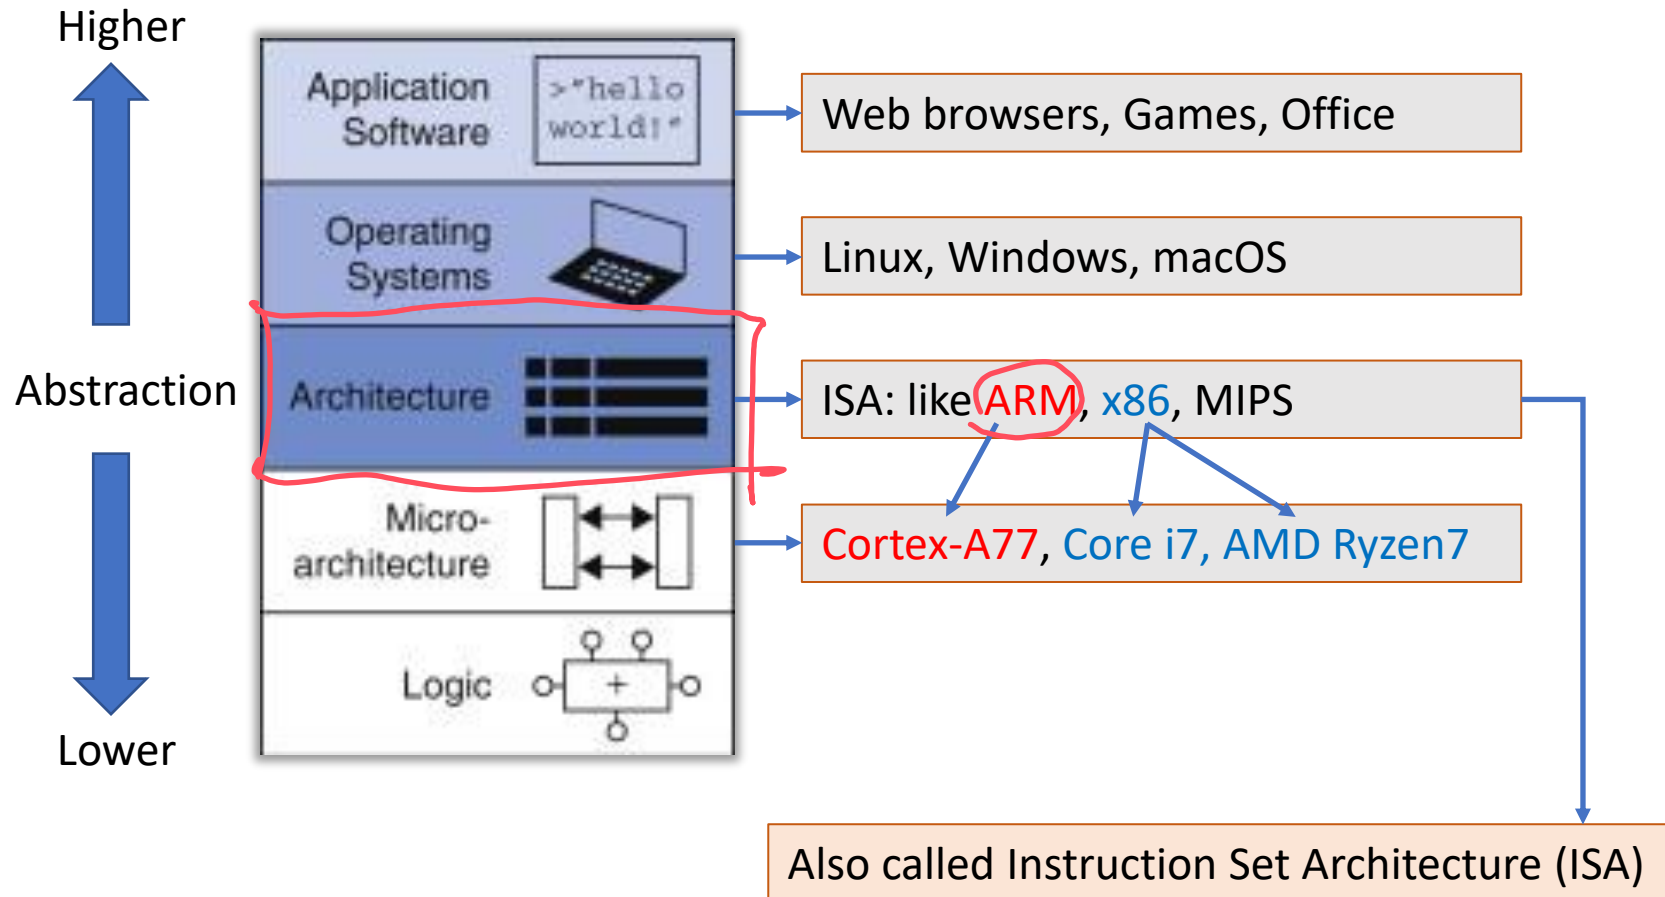 Higher
Application
Software
>"hello
world!"
Web browsers, Games, Office
Operating
Systems
Linux, Windows, macOS
Abstraction
Architecture
ISA: like ARM, x86, MIPS
Micro-
architecture
Cortex-A77, Core i7, AMD Ryzen7
Logic
+
Lower
Also called Instruction Set Architecture (ISA)